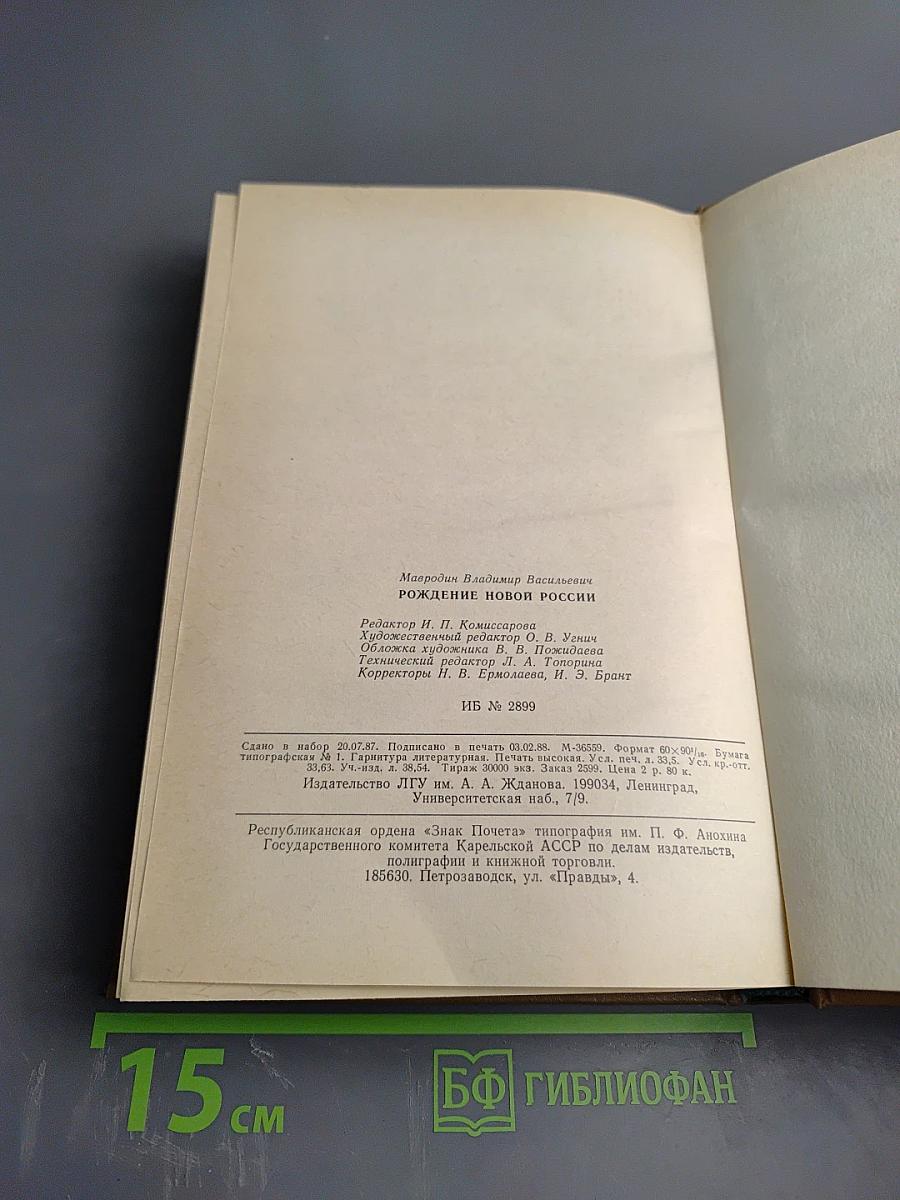 Мавродин Владимир Васильевич
РОЖДЕНИЕ НОВОЙ РОССИИ
Редактор И. П. Комиссарова
Художественный редактор О. В. Угнич
Обложка художника В. В. Пожидаева
Технический редактор Л. А. Топорина
Корректоры Н. В. Ермолаева, И. Э. Брант
ИБ № 2899
Сдано в набор 20.07.87. Подписано в печать 03.02.88. М-36559. Формат 60×90¹/₁₆. Бумага
типографская № 1. Гарнитура литературная. Печать высокая. Усл. печ. л. 33,5. Усл. кр.-отт.
33,63. Уч.-изд. л. 38,54. Тираж 30000 экз. Заказ 2599. Цена 2 р. 80 к.
Издательство ЛГУ им. А. А. Жданова. 199034, Ленинград,
Университетская наб., 7/9.
Республиканская ордена «Знак Почета» типография им. П. Ф. Анохина
Государственного комитета Карельской АССР по делам издательств,
полиграфии и книжной торговли.
185630. Петрозаводск, ул. «Правды», 4.
15 см
БФ ГИБЛИОФАН